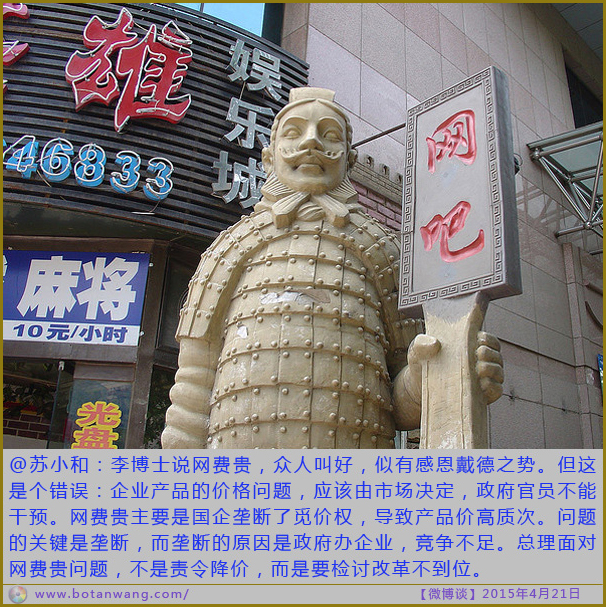 雄
娱乐城
46833
麻将
10元/小时
光盘
网吧
@苏小和：李博士说网费贵，众人叫好，似有感恩戴德之势。但这
是个错误：企业产品的价格问题，应该由市场决定，政府官员不能
干预。网费贵主要是国企垄断了觅价权，导致产品价高质次。问题
的关键是垄断，而垄断的原因是政府办企业，竞争不足。总理面对
网费贵问题，不是责令降价，而是要检讨改革不到位。
www.botanwang.com/
【微博谈】2015年4月21日